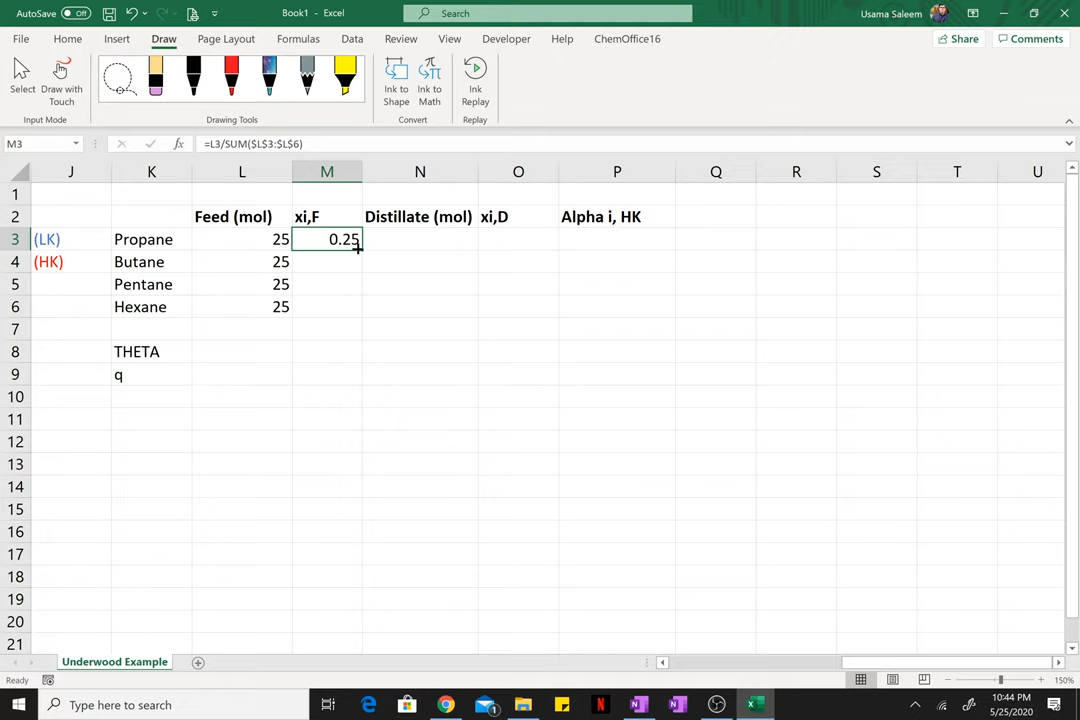 AutoSave Off Book1 - Excel Search Usama Saleem
File Home Insert Draw Page Layout Formulas Data Review View Developer Help ChemOffice16 Share Comments
Select Draw with Touch Ink to Shape Ink to Math Ink Replay
Input Mode Drawing Tools Convert Replay
M3 fx =L3/SUM($L$3:$L$6)
J K L M N O P Q R S T U
1
2 Feed (mol) xi,F Distillate (mol) xi,D Alpha i, HK
3 (LK) Propane 25 0.25
4 (HK) Butane 25
5 Pentane 25
6 Hexane 25
7
8 THETA
9 q
10
11
12
13
14
15
16
17
18
19
20
21
Underwood Example
Ready 150%
Type here to search 1 10:44 PM
5/25/2020